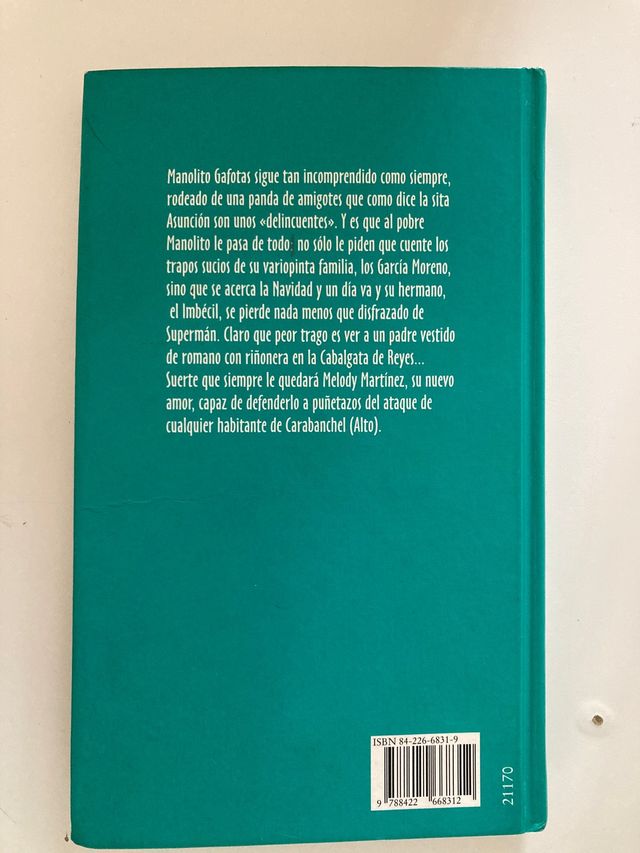 Manolito Gafotas sigue tan incomprendido como siempre,
rodeado de una panda de amigotes que como dice la sita
Asunción son unos «delincuentes». Y es que al pobre
Manolito le pasa de todo: no sólo le piden que cuente los
trapos sucios de su variopinta familia, los García Moreno,
sino que se acerca la Navidad y un día va y su hermano,
el Imbécil, se pierde nada menos que disfrazado de
Supermán. Claro que peor trago es ver a un padre vestido
de romano con riñonera en la Cabalgata de Reyes...
Suerte que siempre le quedará Melody Martínez, su nuevo
amor, capaz de defenderlo a puñetazos del ataque de
cualquier habitante de Carabanchel (Alto).
ISBN 84-226-6831-9
9 788422 668312
21170